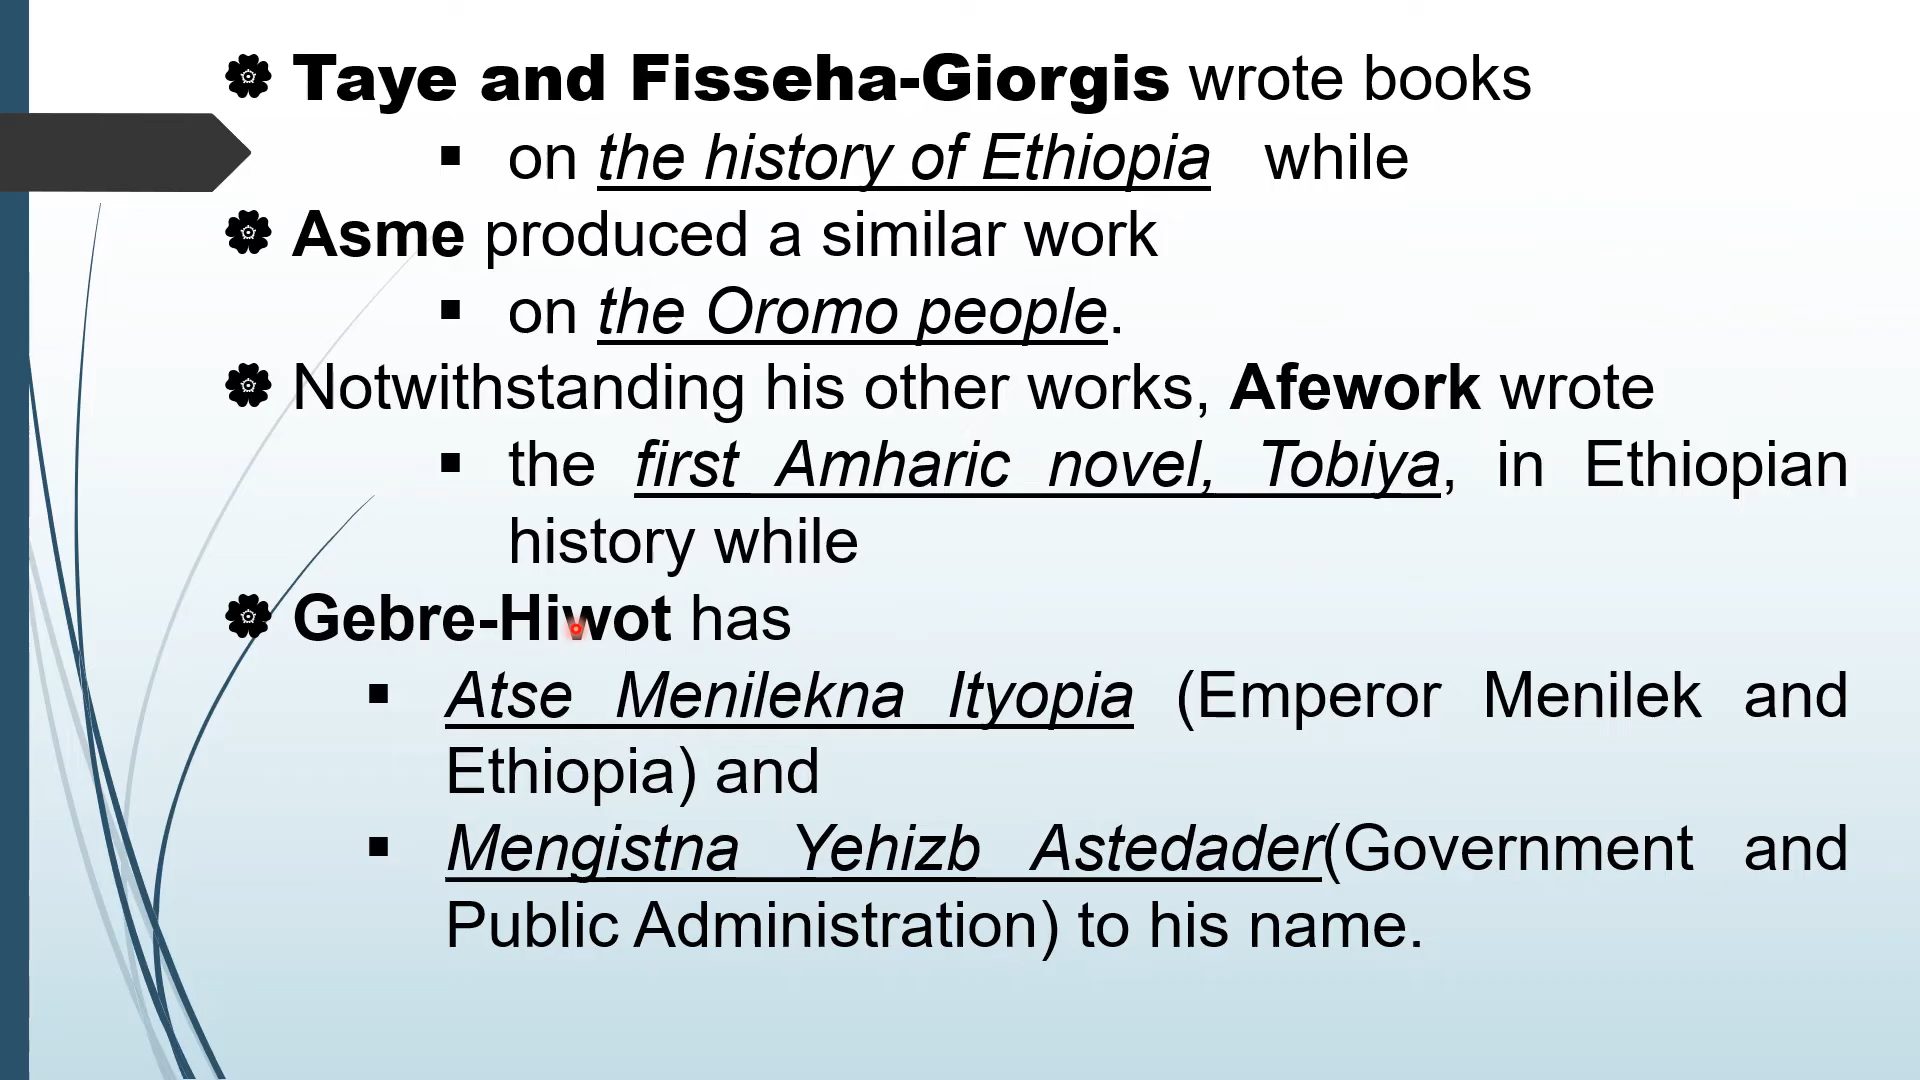 Taye and Fisseha-Giorgis wrote books
on the history of Ethiopia while
Asme produced a similar work
on the Oromo people.
Notwithstanding his other works, Afework wrote
the first Amharic novel, Tobiya, in Ethiopian
history while
Gebre-Hiwot has
Atse Menilekna Ityopia (Emperor Menilek and
Ethiopia) and
Mengistna Yehizb Astedader(Government and
Public Administration) to his name.